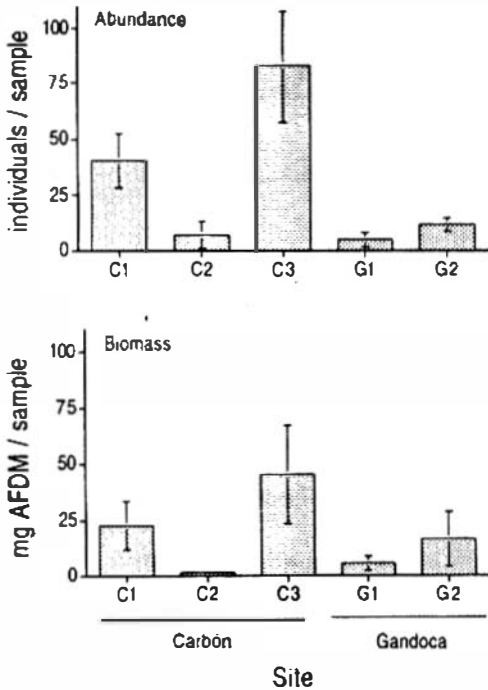 Abundance
individuals / sample
100
75
50
25
0
C1 C2 C3 G1 G2
Biomass
mg AFDM / sample
100
75
50
25
0
C1 C2 C3 G1 G2
Carbón Gandoca
Site